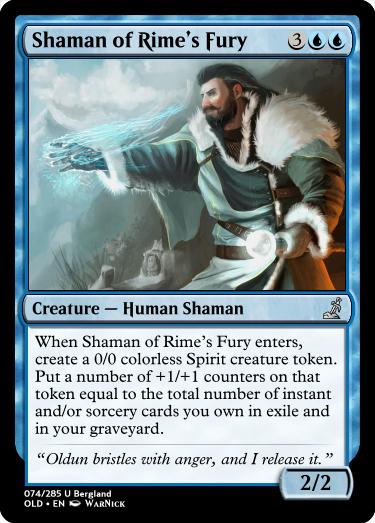 Shaman of Rime's Fury 3
Creature — Human Shaman
When Shaman of Rime's Fury enters,
create a 0/0 colorless Spirit creature token.
Put a number of +1/+1 counters on that
token equal to the total number of instant
and/or sorcery cards you own in exile and
in your graveyard.
“Oldun bristles with anger, and I release it.”
2/2
074/285 U Bergland
OLD • EN WarNick